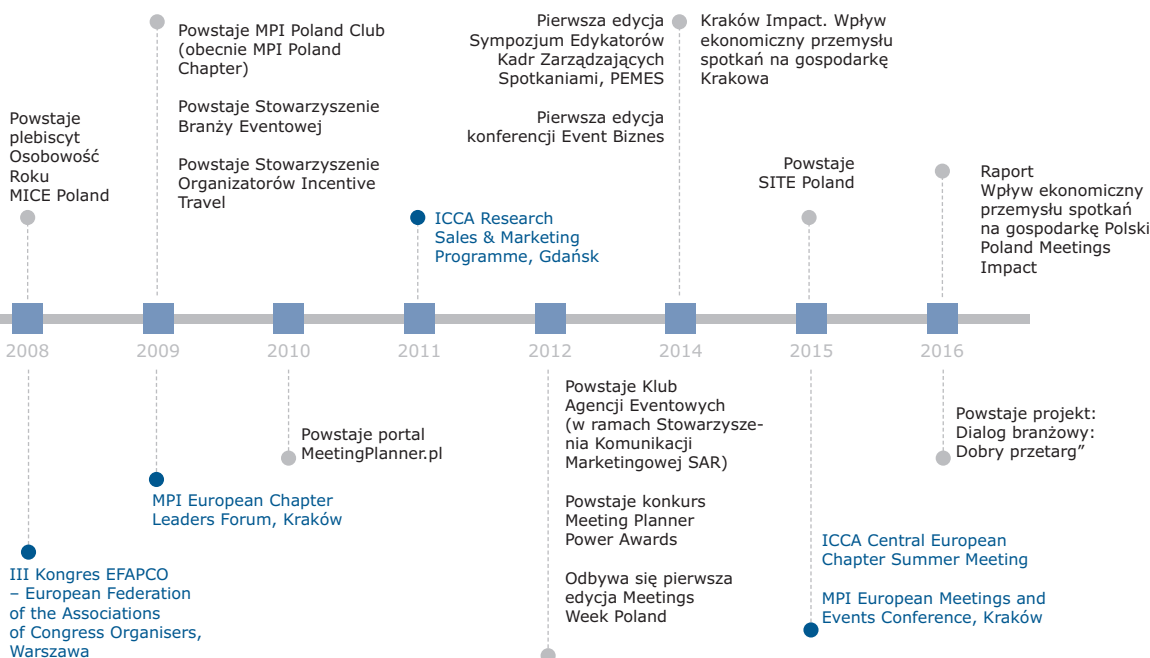 Powstaje
plebiscyt
Osobowość
Roku
MICE Poland
Powstaje MPI Poland Club
(obecnie MPI Poland
Chapter)
Powstaje Stowarzyszenie
Branży Eventowej
Powstaje Stowarzyszenie
Organizatorów Incentive
Travel
ICCA Research
Sales & Marketing
Programme, Gdańsk
Pierwsza edycja
Sympozjum Edykatorów
Kadr Zarządzających
Spotkaniami, PEMES
Pierwsza edycja
konferencji Event Biznes
Kraków Impact. Wpływ
ekonomiczny przemysłu
spotkań na gospodarkę
Krakowa
Powstaje
SITE Poland
Raport
Wpływ ekonomiczny
przemysłu spotkań
na gospodarkę Polski
Poland Meetings
Impact
2008
2009
2010
2011
2012
2014
2015
2016
III Kongres EFAPCO
– European Federation
of the Associations
of Congress Organisers,
Warszawa
MPI European Chapter
Leaders Forum, Kraków
Powstaje portal
MeetingPlanner.pl
Powstaje Klub
Agencji Eventowych
(w ramach Stowarzysze-
nia Komunikacji
Marketingowej SAR)
Powstaje konkurs
Meeting Planner
Power Awards
Odbywa się pierwsza
edycja Meetings
Week Poland
ICCA Central European
Chapter Summer Meeting
MPI European Meetings and
Events Conference, Kraków
Powstaje projekt:
Dialog branżowy:
Dobry przetarg”